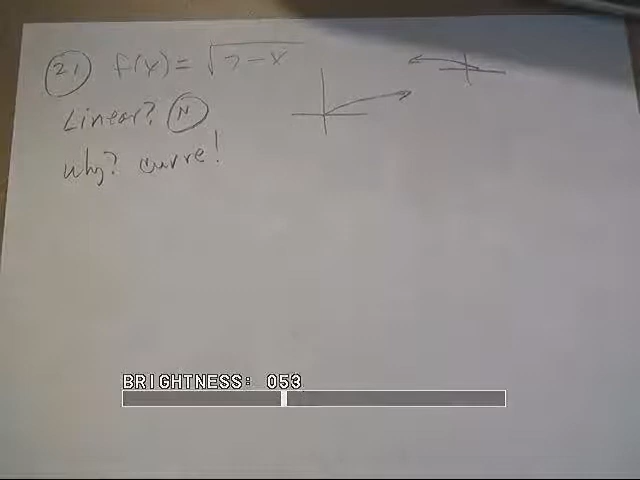 21 f(x) = √7-x
Linear? N
Why? curve!
BRIGHTNESS: 053